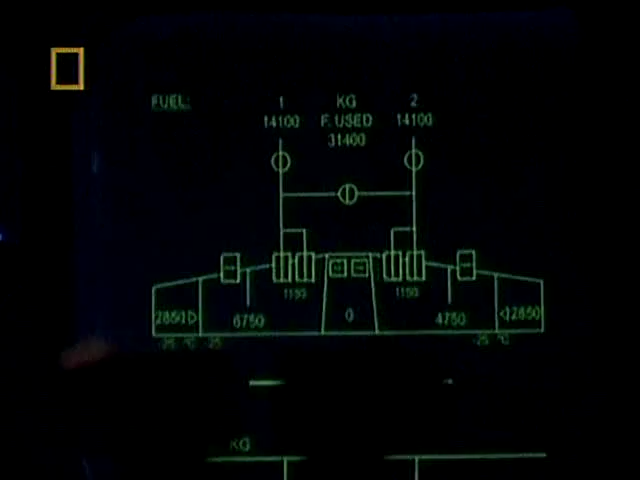 FUEL: 1 KG 2
14100 F. USED 14100
31400
1150 1150
2850 6750 0 4750 2850
-25 °C -25 -25 °C
KG